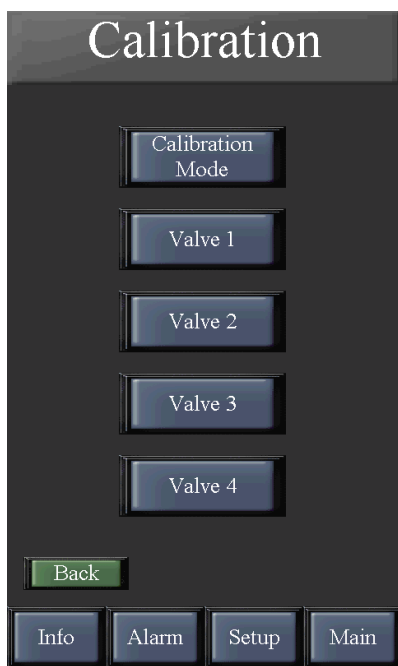 Calibration
Calibration
Mode
Valve 1
Valve 2
Valve 3
Valve 4
Back
Info Alarm Setup Main